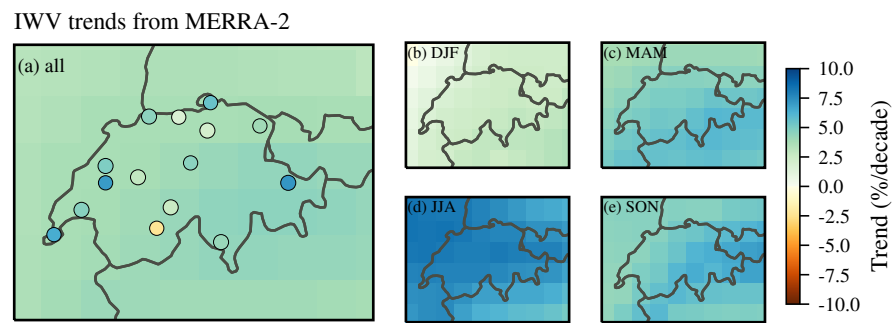 IWV trends from MERRA-2
(a) all
(b) DJF
(c) MAM
(d) JJA
(e) SON
10.0
7.5
5.0
2.5
0.0
-2.5
-5.0
-7.5
-10.0
Trend (%/decade)